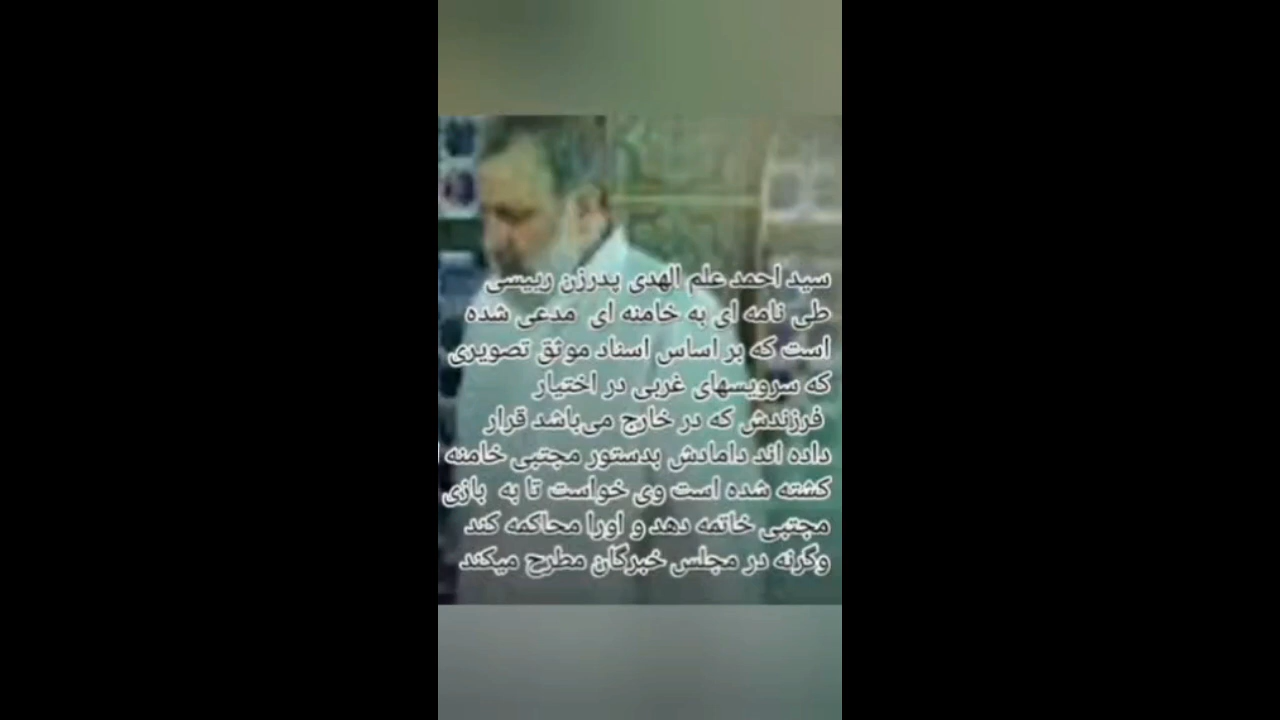 سید احمد علم الهدی پدرزن رییسی
طی نامه ای به خامنه ای مدعی شده
است که بر اساس اسناد موثق تصویری
که سرویسهای غربی در اختیار
فرزندش که در خارج می‌باشد قرار
داده اند دامادش بدستور مجتبی خامنه ا
کشته شده است وی خواست تا به بازی
مجتبی خاتمه دهد و اورا محاکمه کند
وگرنه در مجلس خبرگان مطرح میکند